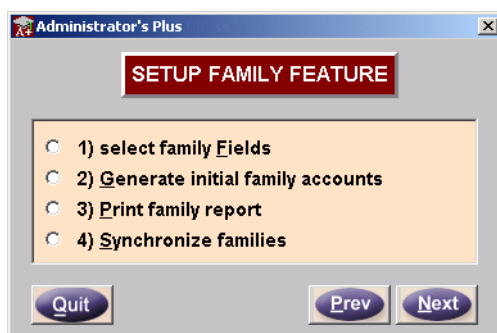 Administrator's Plus
SETUP FAMILY FEATURE
1) select family Fields
2) Generate initial family accounts
3) Print family report
4) Synchronize families
Quit
Prev
Next